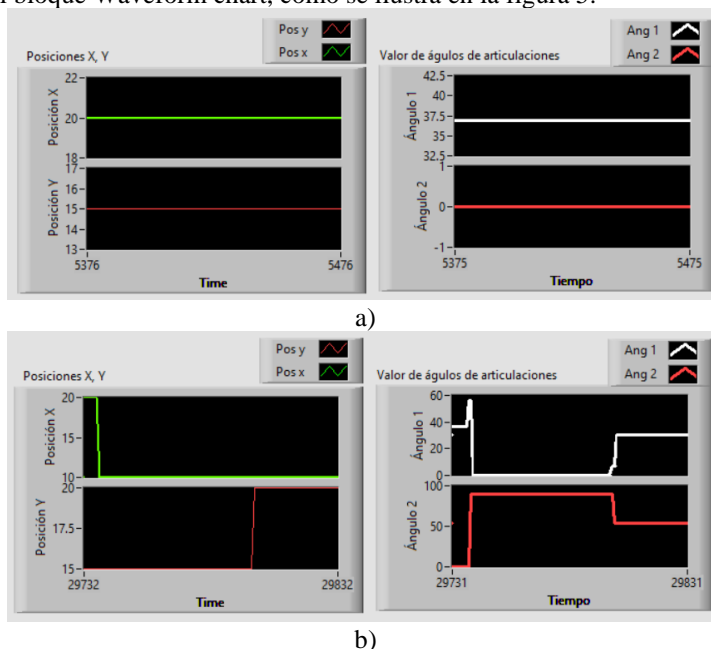 l bloque Waveform chart, como se ilustra en la figura 3.
Pos y
Pos x
Posiciones X, Y
22
20
18
Posición X
17
16
15
14
13
Posición Y
5376
5476
Time
Ang 1
Ang 2
Valor de águlos de articulaciones
42.5
40
37.5
35
32.5
Ángulo 1
1
0
-1
Ángulo 2
5375
5475
Tiempo
a)
Pos y
Pos x
Posiciones X, Y
20
15
10
Posición X
20
17.5
15
Posición Y
29732
29832
Time
Ang 1
Ang 2
Valor de águlos de articulaciones
60
40
20
0
Ángulo 1
100
50
0
Ángulo 2
29731
29831
Tiempo
b)